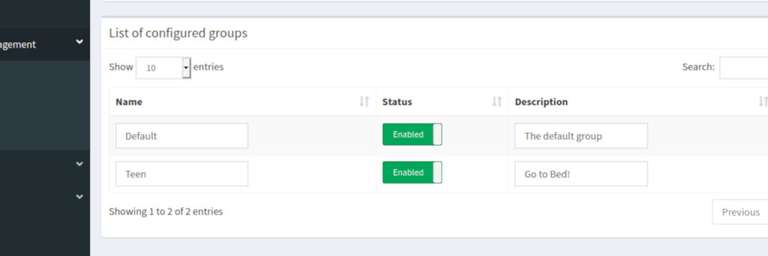 agement
List of configured groups
Show 10 entries
Search:
Name Status Description
Default Enabled The default group
Teen Enabled Go to Bed!
Showing 1 to 2 of 2 entries
Previous